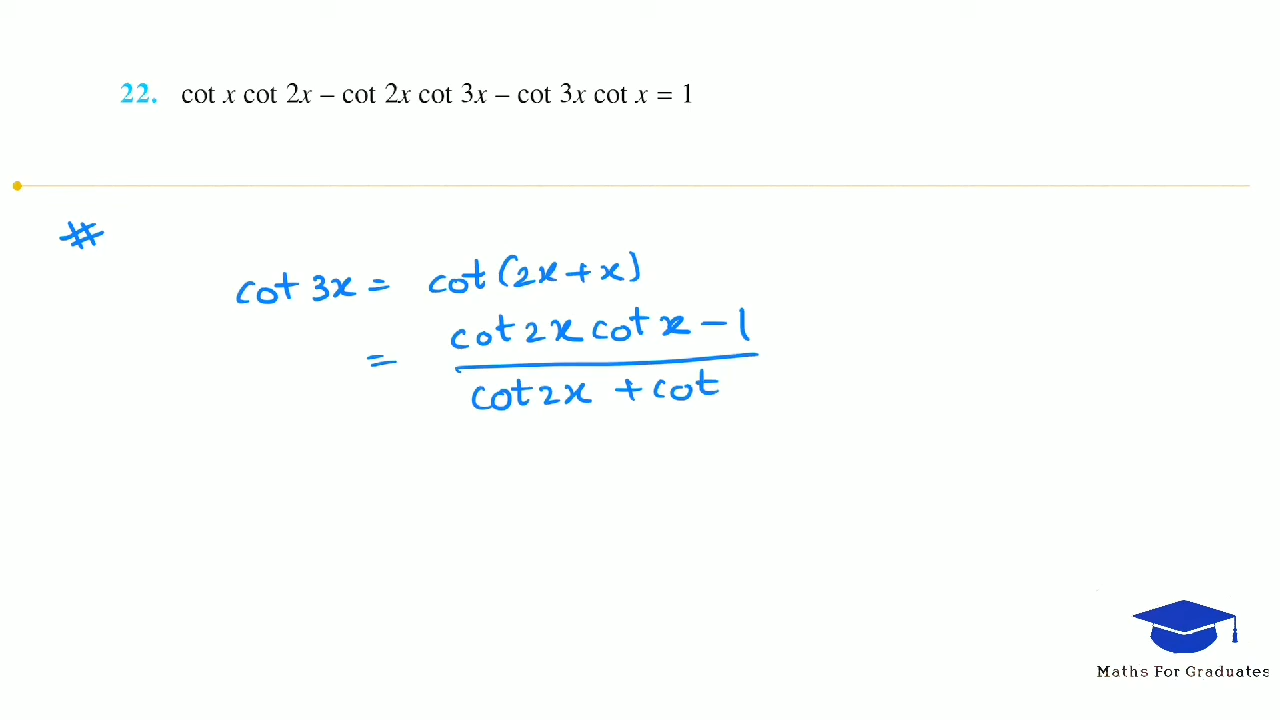 22. cot x cot 2x – cot 2x cot 3x – cot 3x cot x = 1
#
cot 3x = cot (2x + x)
= cot 2x cot x – 1
cot 2x + cot
Maths For Graduates